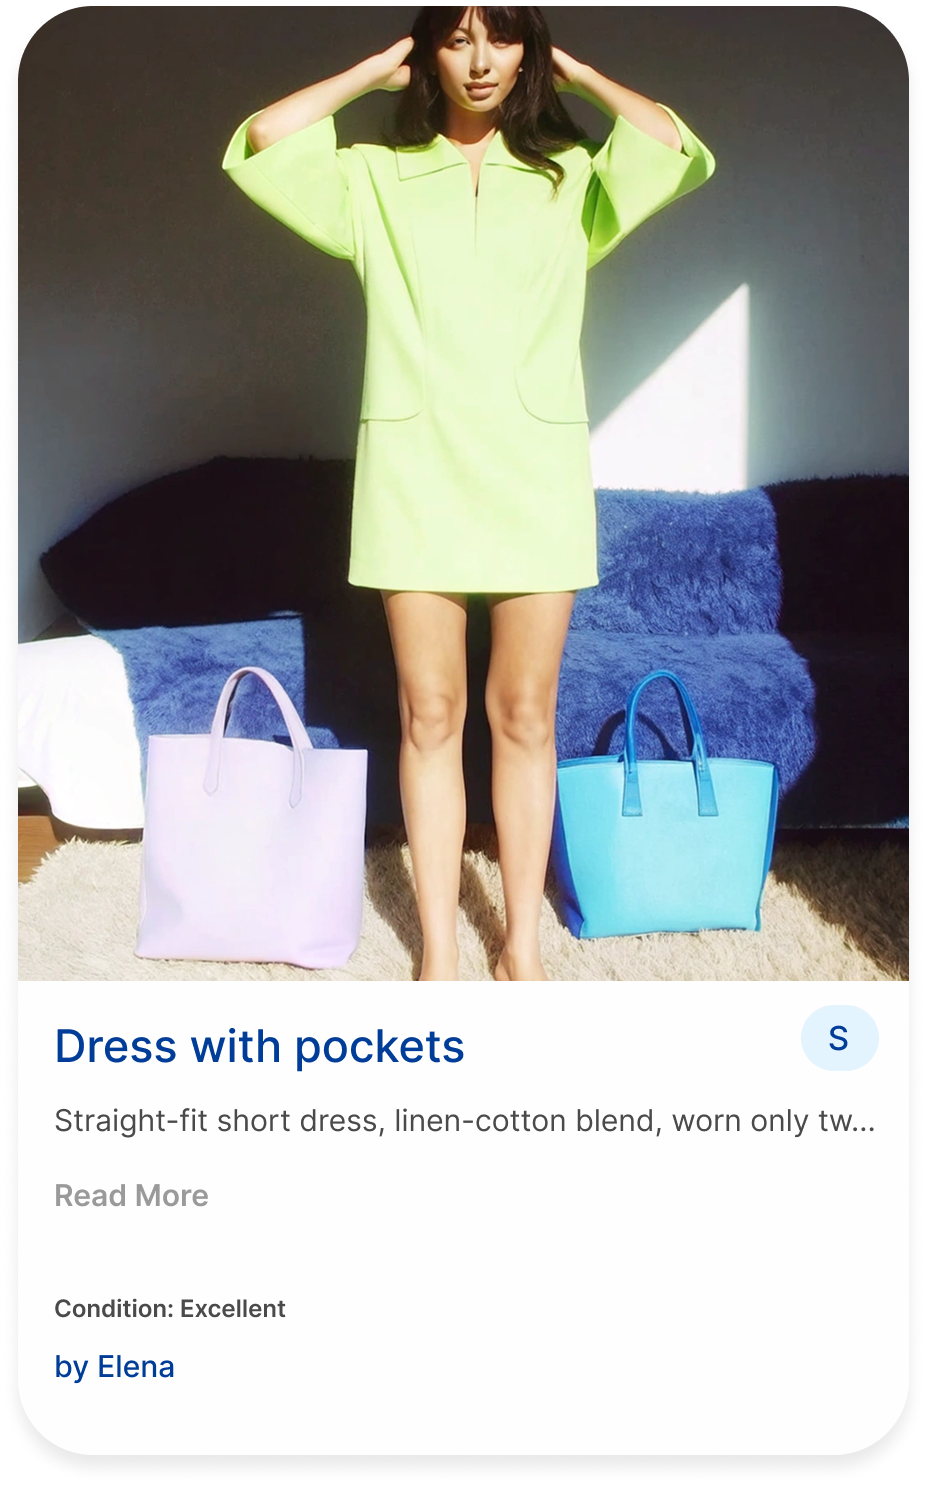 Dress with pockets
S
Straight-fit short dress, linen-cotton blend, worn only tw...
Read More
Condition: Excellent
by Elena